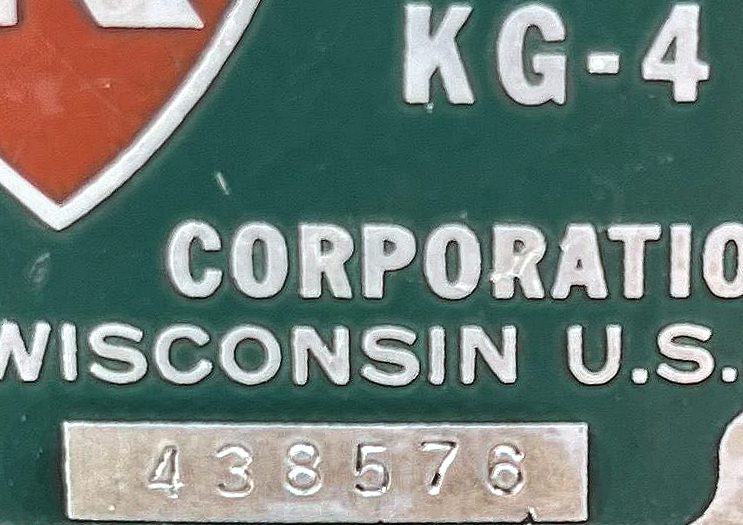 KG-4
CORPORATIO
WISCONSIN U.S.
438576